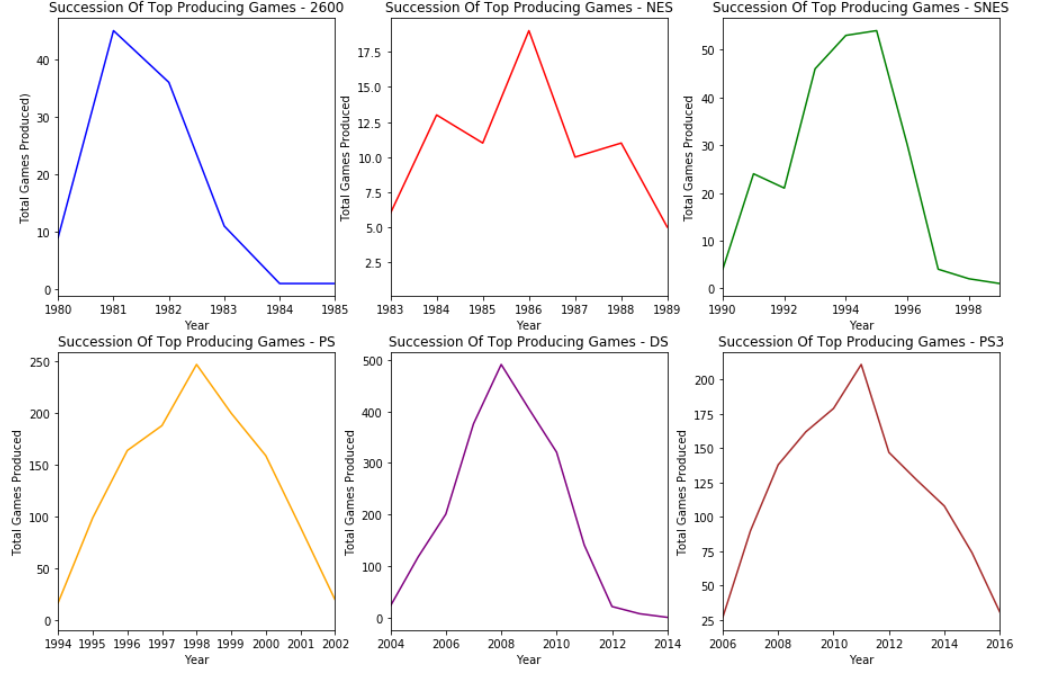 Succession Of Top Producing Games - 2600
Total Games Produced)
40
30
20
10
0
1980 1981 1982 1983 1984 1985
Year
Succession Of Top Producing Games - NES
Total Games Produced
17.5
15.0
12.5
10.0
7.5
5.0
2.5
1983 1984 1985 1986 1987 1988 1989
Year
Succession Of Top Producing Games - SNES
Total Games Produced
50
40
30
20
10
0
1990 1992 1994 1996 1998
Year
Succession Of Top Producing Games - PS
Total Games Produced
250
200
150
100
50
0
1994 1995 1996 1997 1998 1999 2000 2001 2002
Year
Succession Of Top Producing Games - DS
Total Games Produced
500
400
300
200
100
0
2004 2006 2008 2010 2012 2014
Year
Succession Of Top Producing Games - PS3
Total Games Produced
200
175
150
125
100
75
50
25
2006 2008 2010 2012 2014 2016
Year